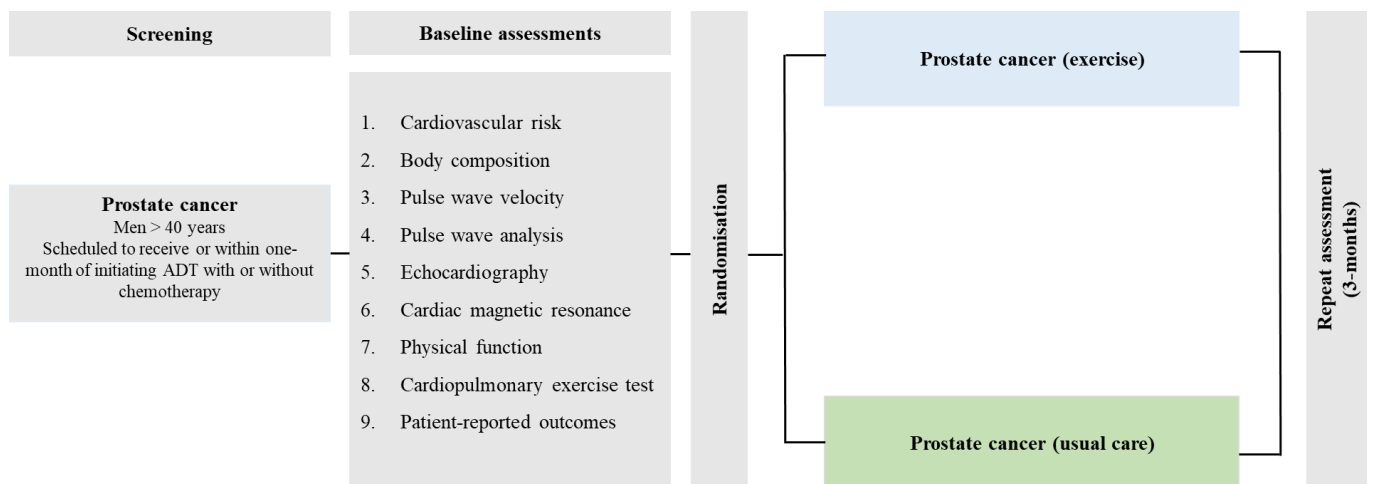 Screening
Prostate cancer
Men > 40 years
Scheduled to receive or within one-
month of initiating ADT with or without
chemotherapy
Baseline assessments
1. Cardiovascular risk
2. Body composition
3. Pulse wave velocity
4. Pulse wave analysis
5. Echocardiography
6. Cardiac magnetic resonance
7. Physical function
8. Cardiopulmonary exercise test
9. Patient-reported outcomes
Randomisation
Prostate cancer (exercise)
Prostate cancer (usual care)
Repeat assessment
(3-months)